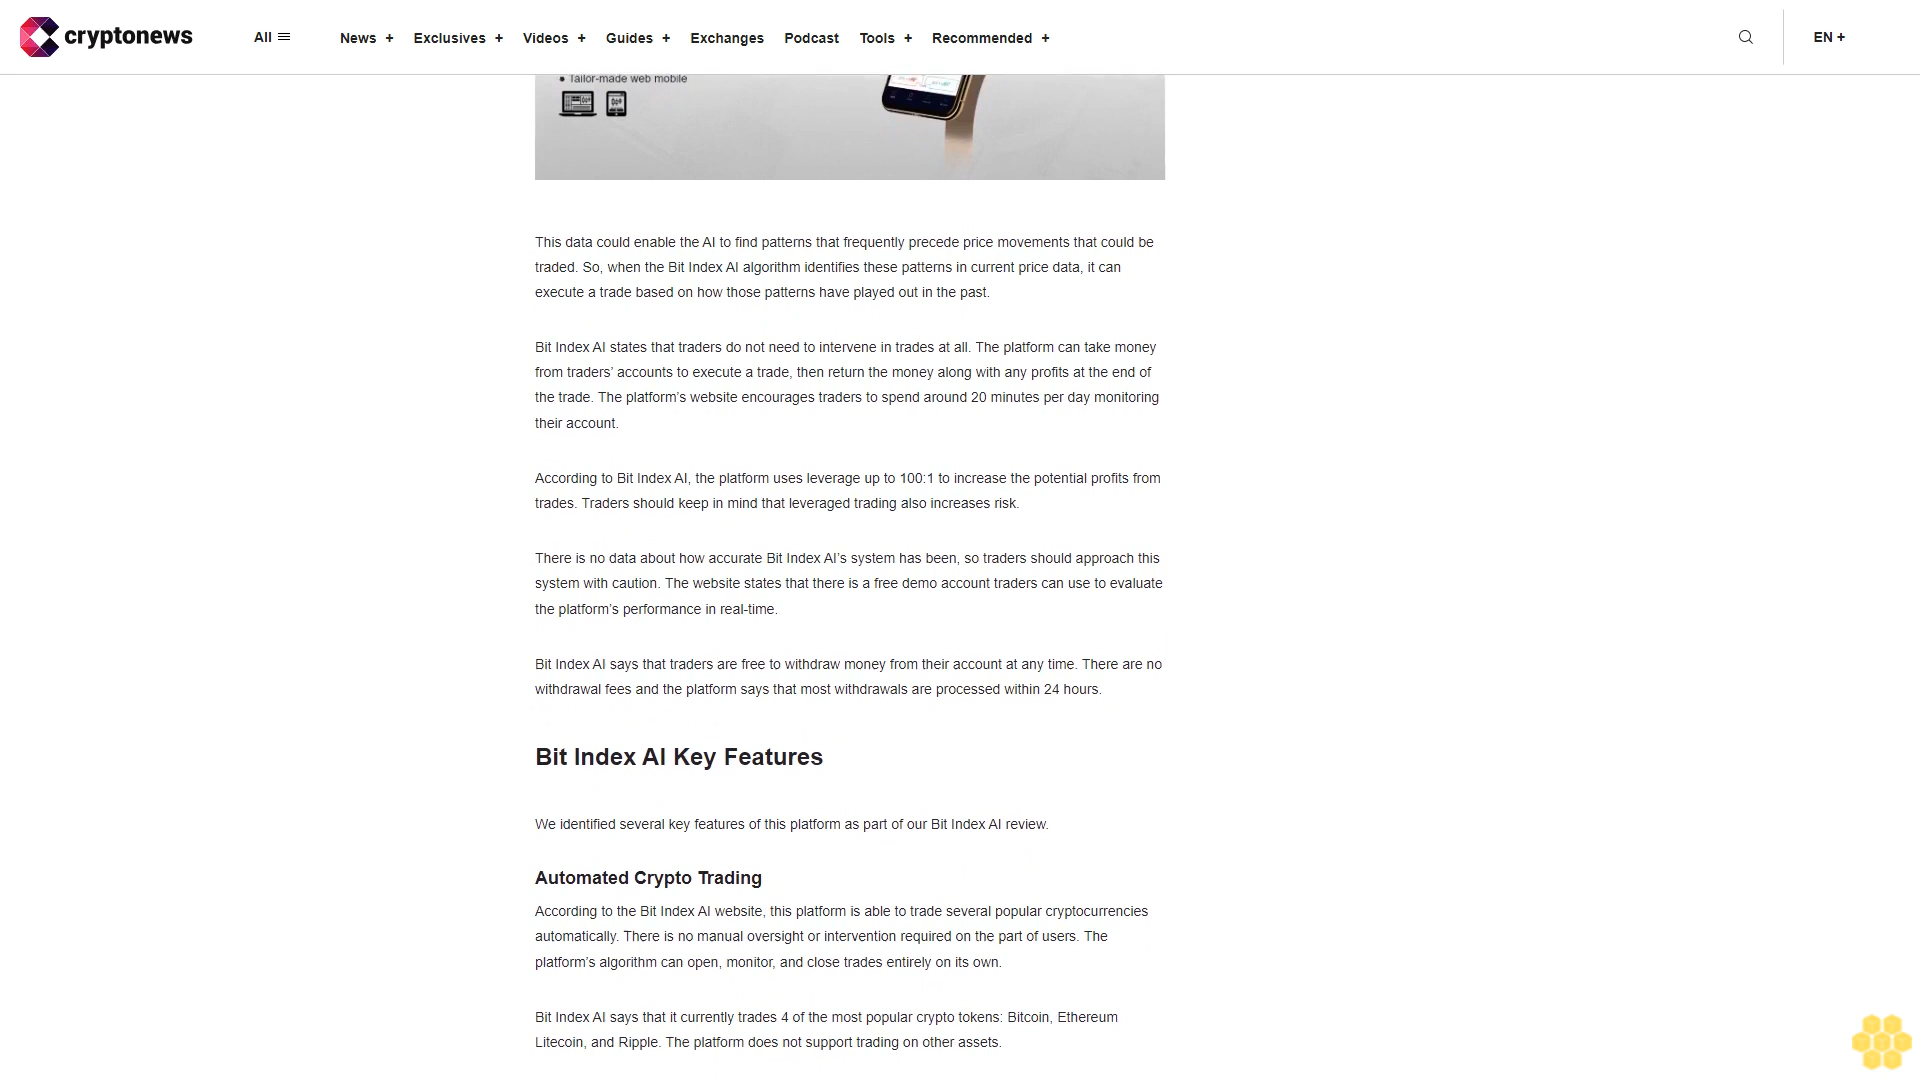 cryptonews
All
News +
Exclusives +
Videos +
Guides +
Exchanges
Podcast
Tools +
Recommended +
EN +
• Tailor-made web mobile
This data could enable the AI to find patterns that frequently precede price movements that could be
traded. So, when the Bit Index AI algorithm identifies these patterns in current price data, it can
execute a trade based on how those patterns have played out in the past.
Bit Index AI states that traders do not need to intervene in trades at all. The platform can take money
from traders’ accounts to execute a trade, then return the money along with any profits at the end of
the trade. The platform’s website encourages traders to spend around 20 minutes per day monitoring
their account.
According to Bit Index AI, the platform uses leverage up to 100:1 to increase the potential profits from
trades. Traders should keep in mind that leveraged trading also increases risk.
There is no data about how accurate Bit Index AI’s system has been, so traders should approach this
system with caution. The website states that there is a free demo account traders can use to evaluate
the platform’s performance in real-time.
Bit Index AI says that traders are free to withdraw money from their account at any time. There are no
withdrawal fees and the platform says that most withdrawals are processed within 24 hours.
Bit Index AI Key Features
We identified several key features of this platform as part of our Bit Index AI review.
Automated Crypto Trading
According to the Bit Index AI website, this platform is able to trade several popular cryptocurrencies
automatically. There is no manual oversight or intervention required on the part of users. The
platform’s algorithm can open, monitor, and close trades entirely on its own.
Bit Index AI says that it currently trades 4 of the most popular crypto tokens: Bitcoin, Ethereum
Litecoin, and Ripple. The platform does not support trading on other assets.